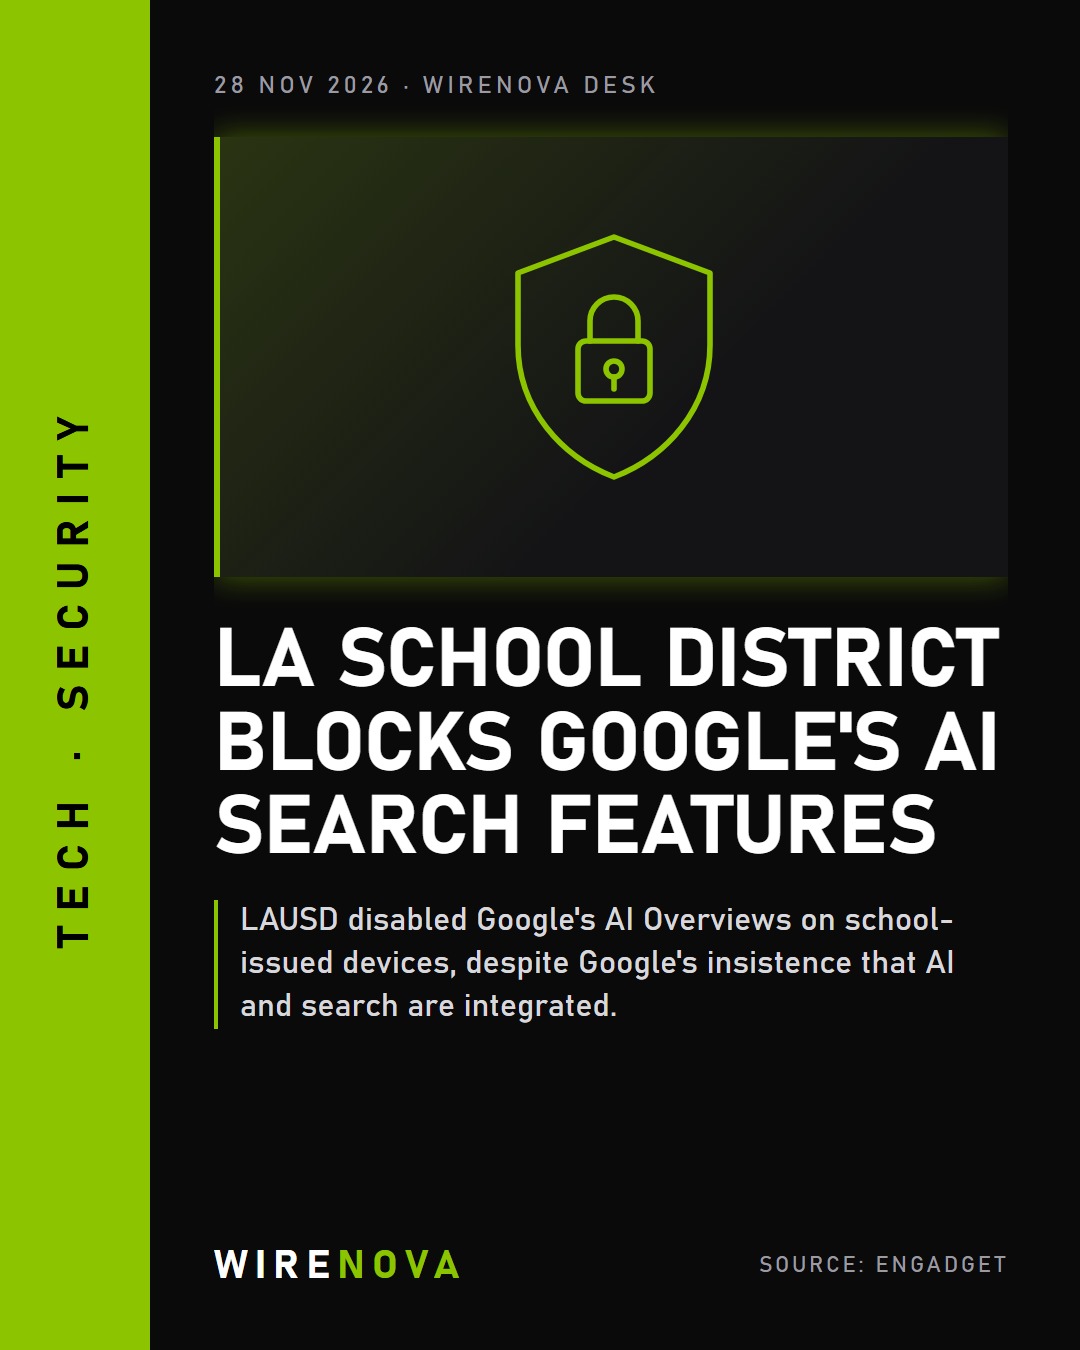 TECH · SECURITY
28 NOV 2026 · WIRENOVA DESK
LA SCHOOL DISTRICT
BLOCKS GOOGLE'S AI
SEARCH FEATURES
LAUSD disabled Google's AI Overviews on school-
issued devices, despite Google's insistence that AI
and search are integrated.
WIRENOVA
SOURCE: ENGADGET